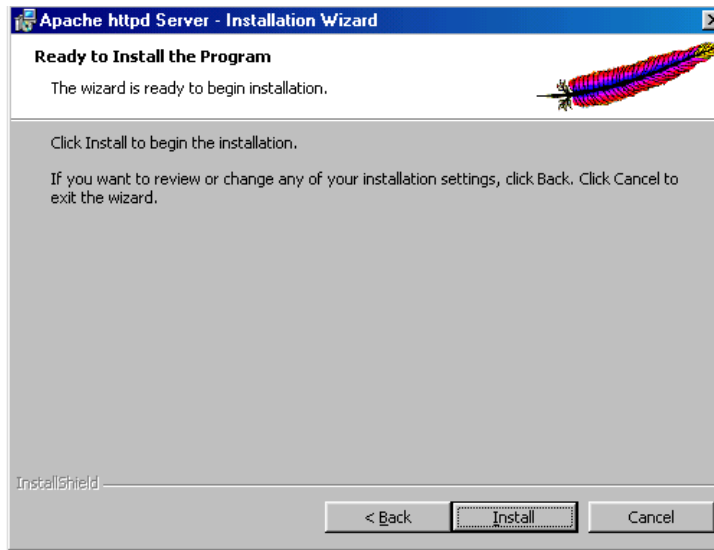 Apache httpd Server - Installation Wizard
Ready to Install the Program
The wizard is ready to begin installation.
Click Install to begin the installation.
If you want to review or change any of your installation settings, click Back. Click Cancel to
exit the wizard.
InstallShield
< Back Install Cancel